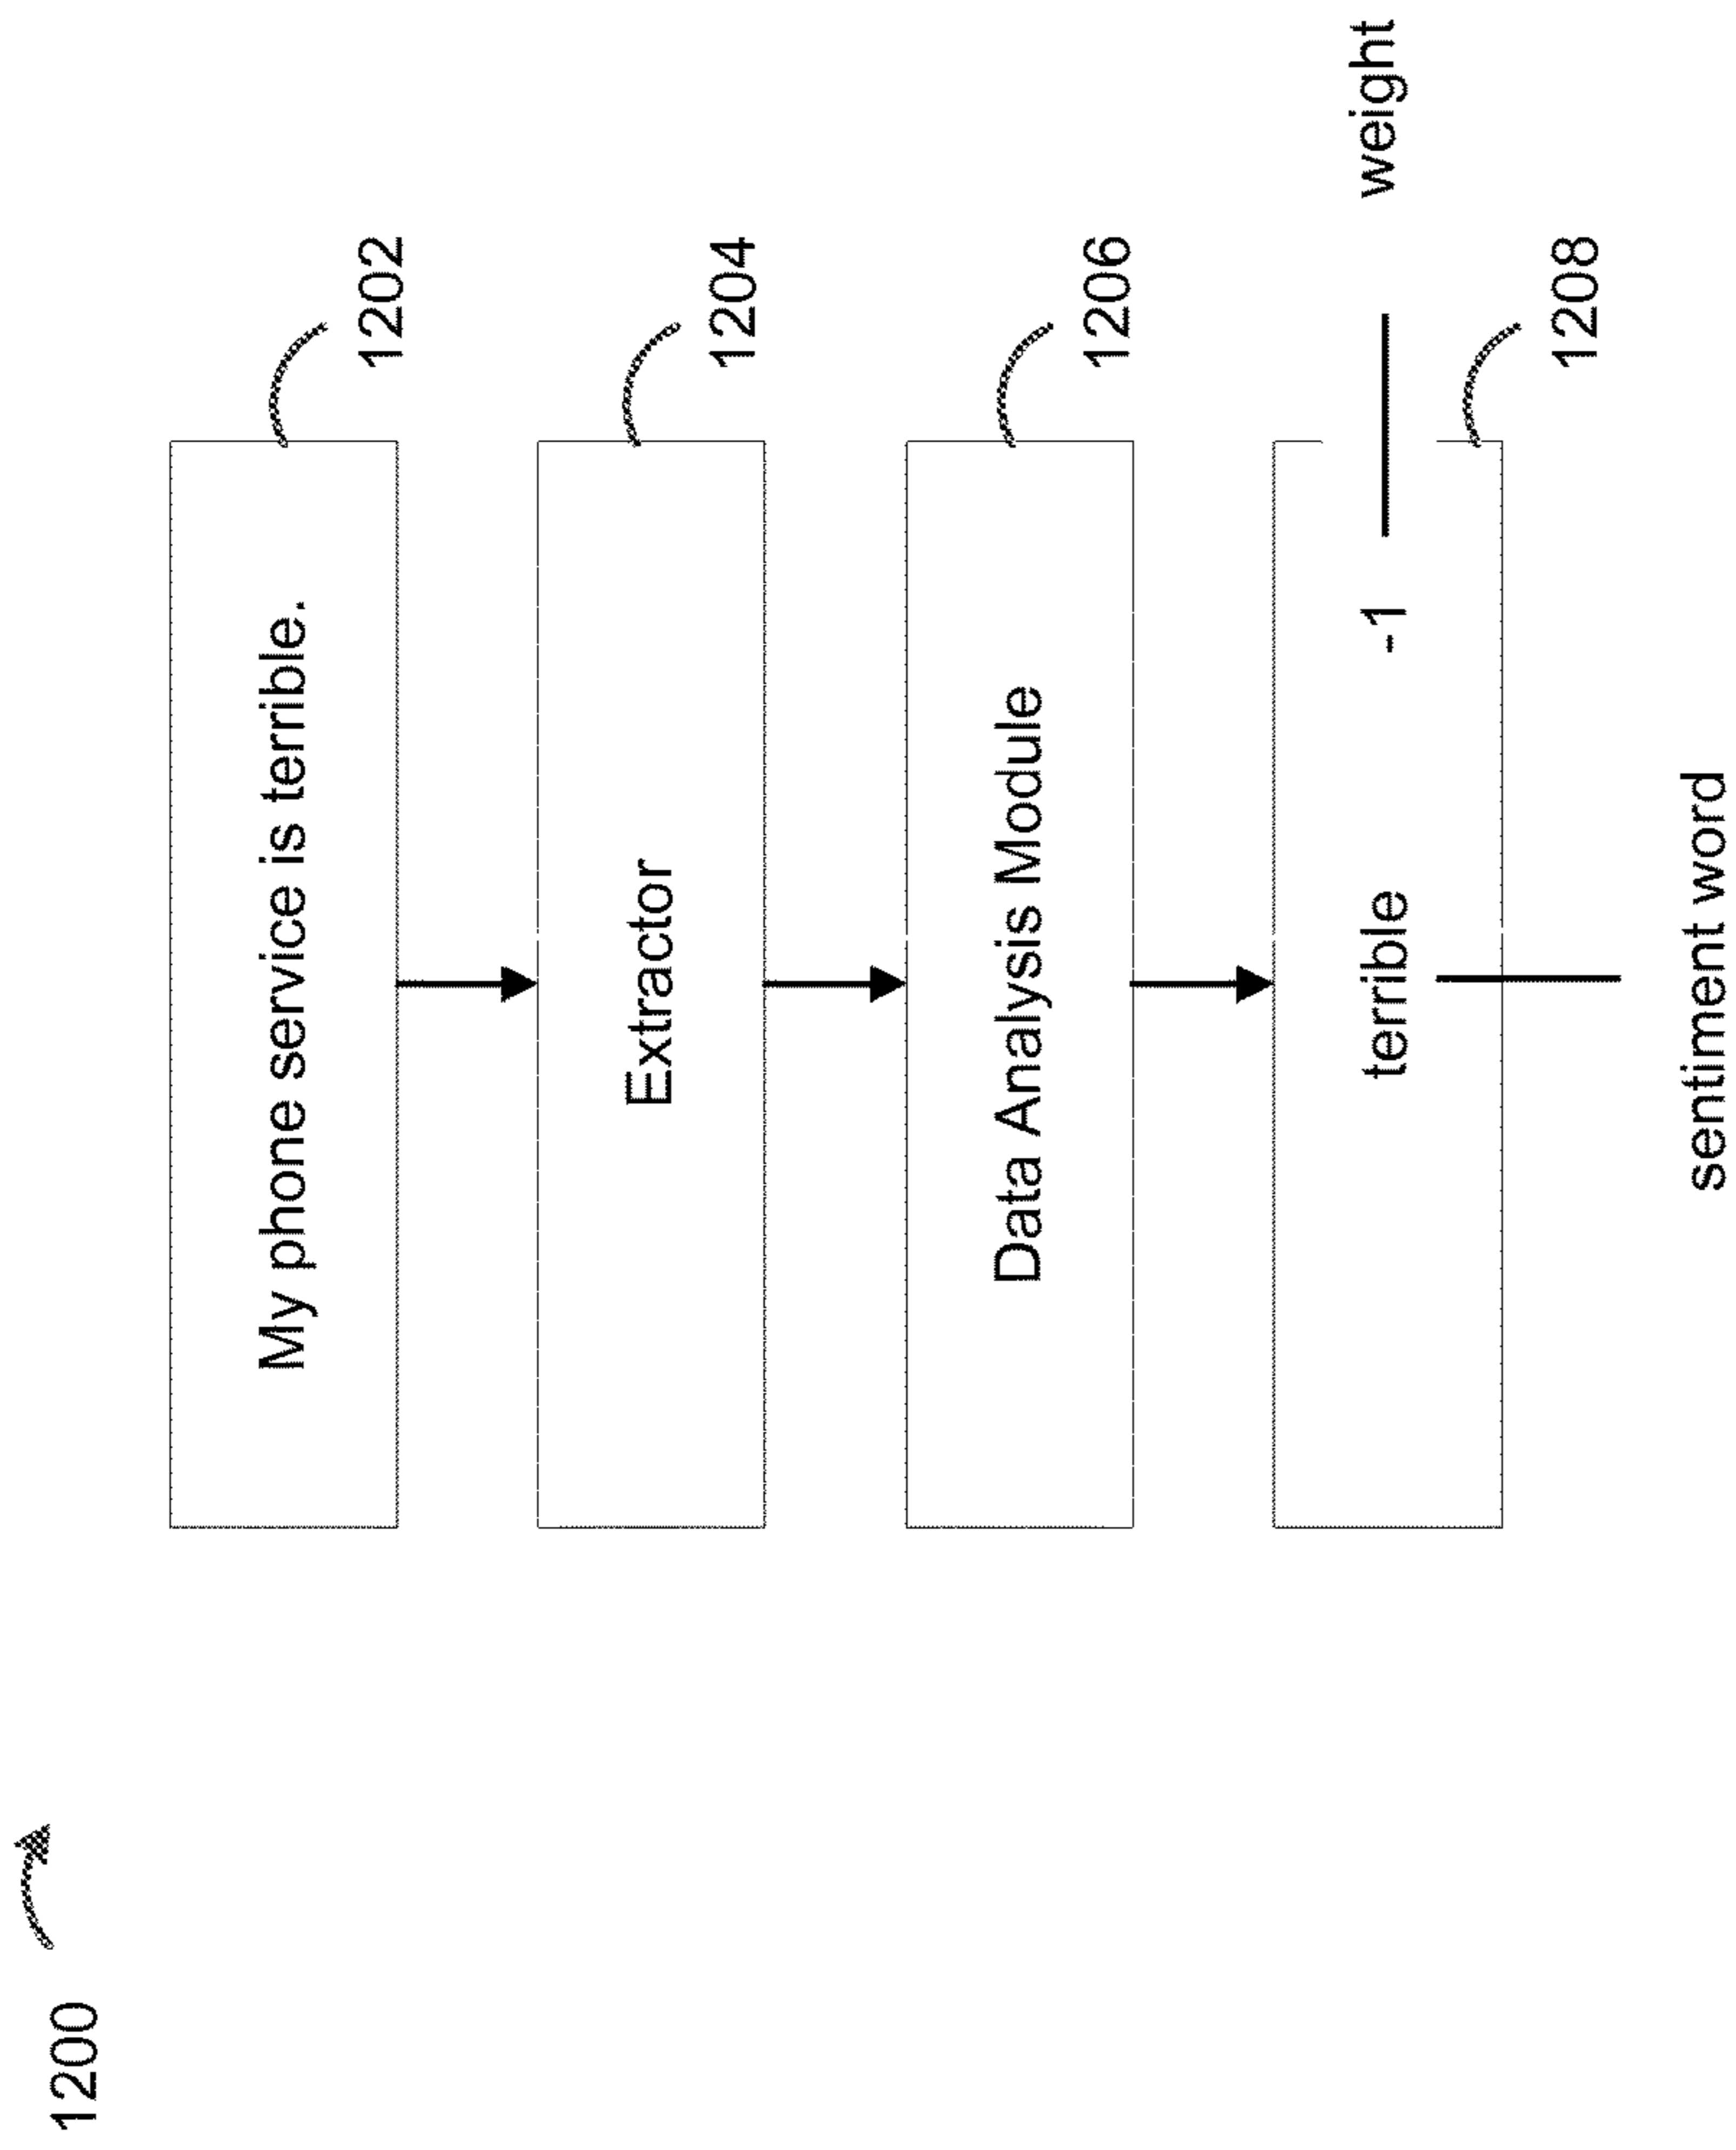 1200
My phone service is terrible.
1202
Extractor
1204
Data Analysis Module
1206
terrible -1 weight
1208
sentiment word